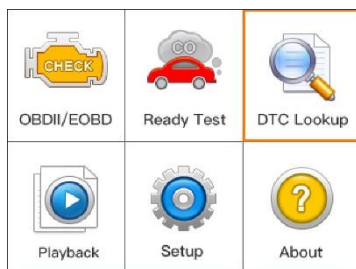 CHECK
CO
OBDII/EOBD
Ready Test
DTC Lookup
?
Playback
Setup
About